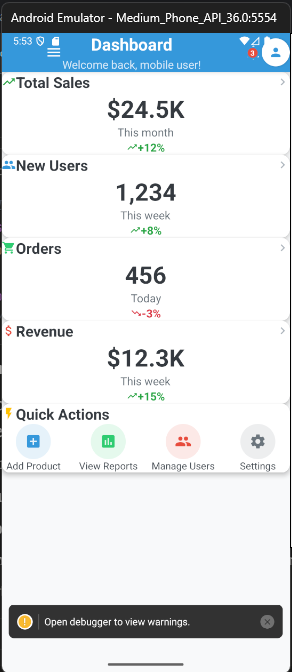 Android Emulator - Medium_Phone_API_36.0:5554
5:53
Dashboard
3
Welcome back, mobile user!
Total Sales
$24.5K
This month
+12%
New Users
1,234
This week
+8%
Orders
456
Today
-3%
$ Revenue
$12.3K
This week
+15%
Quick Actions
Add Product View Reports Manage Users Settings
Open debugger to view warnings.